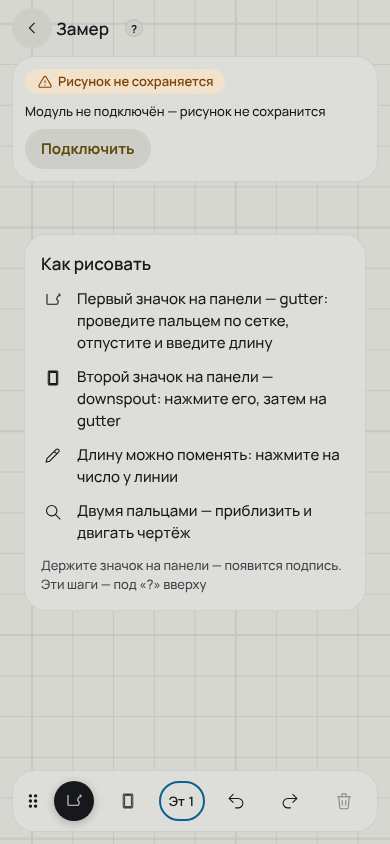 Замер ?
Рисунок не сохраняется
Модуль не подключён — рисунок не сохранится
Подключить
Как рисовать
Первый значок на панели — gutter:
проведите пальцем по сетке,
отпустите и введите длину
Второй значок на панели —
downspout: нажмите его, затем на
gutter
Длину можно поменять: нажмите на
число у линии
Двумя пальцами — приблизить и
двигать чертёж
Держите значок на панели — появится подпись.
Эти шаги — под «?» вверху
Эт 1